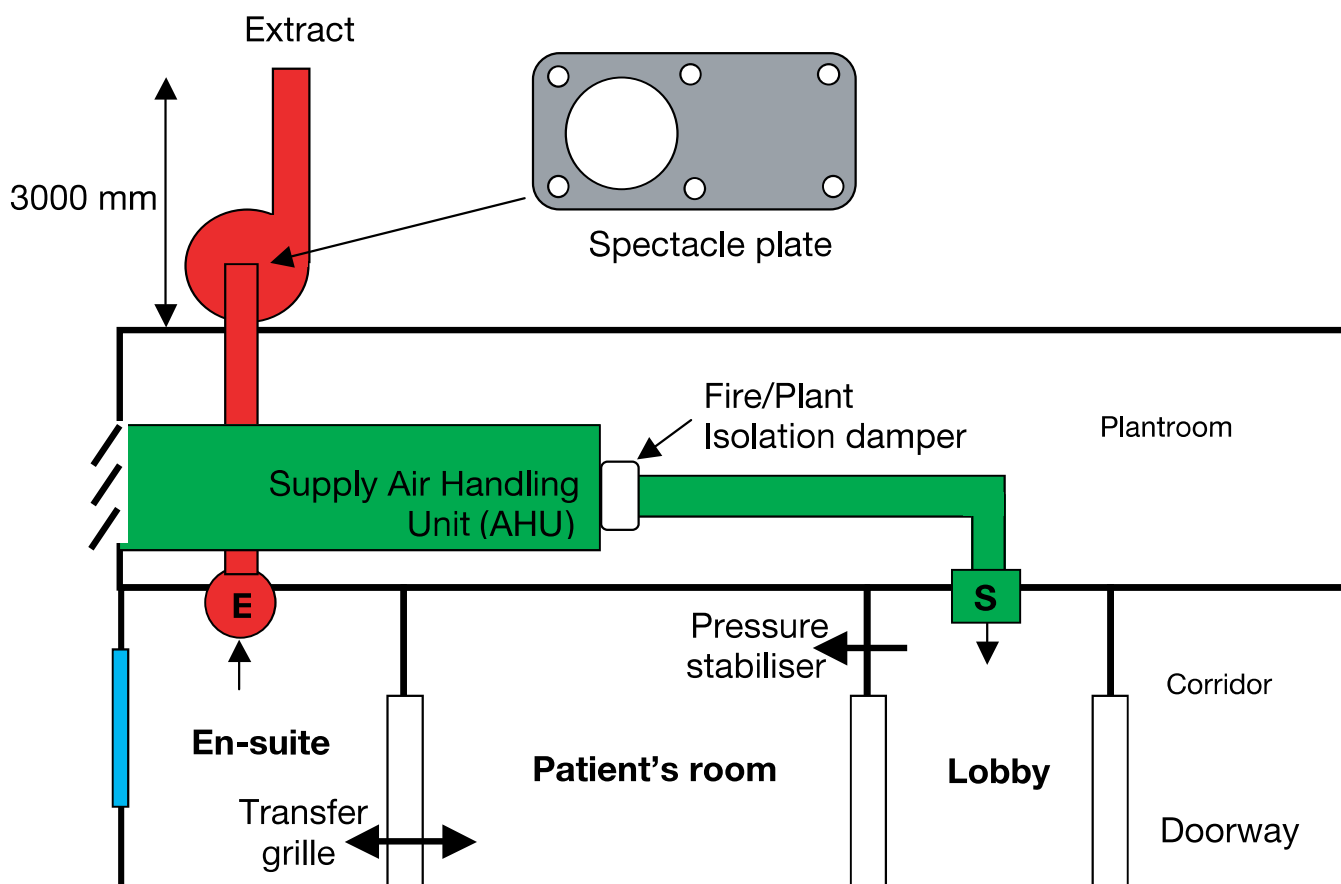 Extract
3000 mm
Spectacle plate
Fire/Plant
Isolation damper
Plantroom
Supply Air Handling
Unit (AHU)
E
S
Pressure
stabiliser
Corridor
En-suite
Patient's room
Lobby
Transfer
grille
Doorway